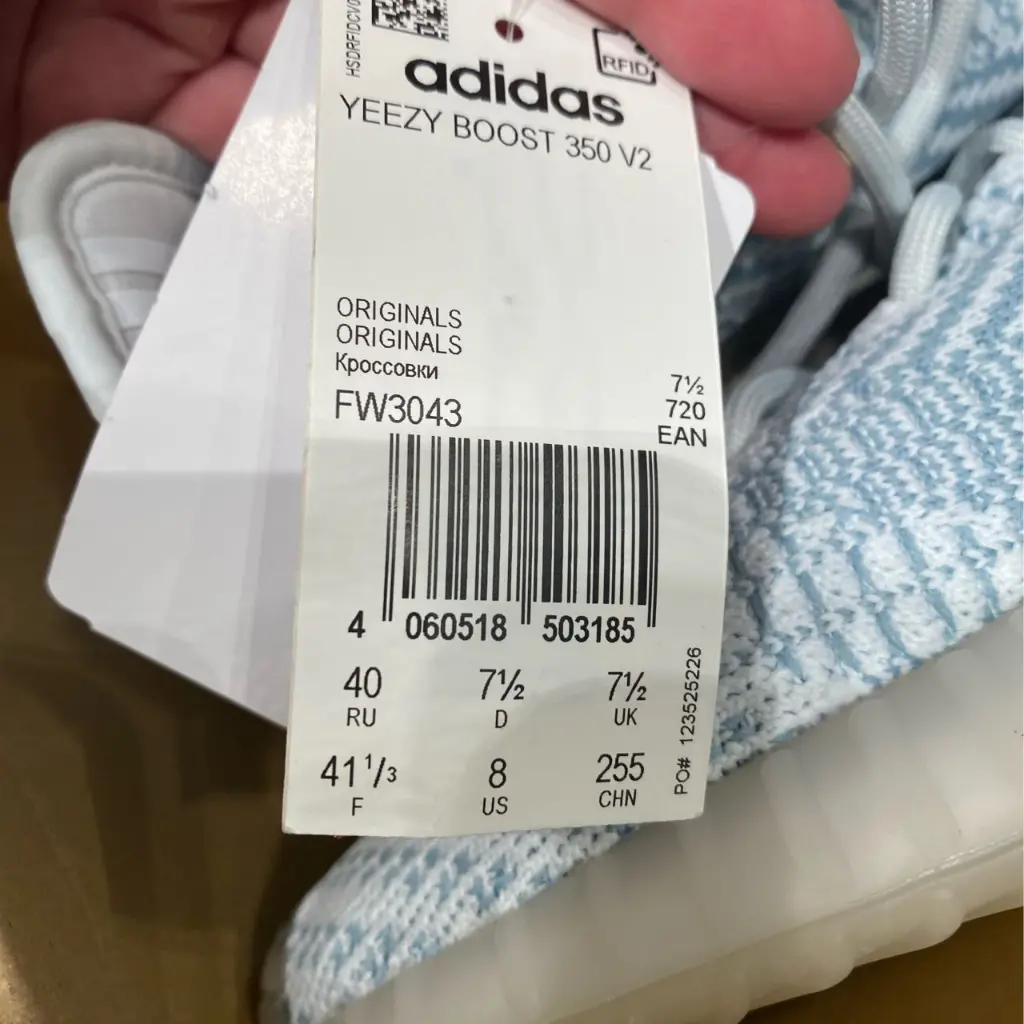 RFID
adidas
YEEZY BOOST 350 V2
ORIGINALS
ORIGINALS
Кроссовки
FW3043
7½
720
EAN
4 060518 503185
40 7½ 7½
RU D UK
41 1/3 8 255
F US CHN
PO# 123525226